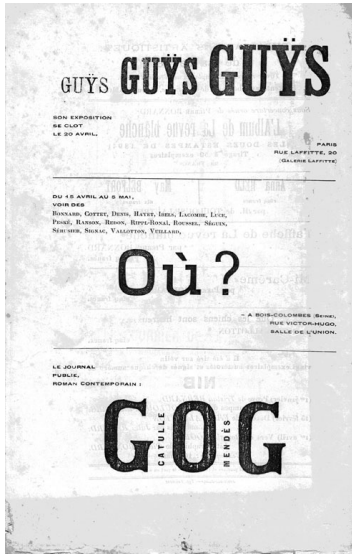 GUŸS GUŸS GUŸS
SON EXPOSITION
SE CLOT
LE 20 AVRIL,
PARIS
RUE LAFFITTE, 20
(GALERIE LAFFITTE)
DU 15 AVRIL AU 5 MAI,
VOIR DES
BONNARD, COTTET, DENIS, HAYET, IBELS, LACOMBE, LUCE,
PESKÉ, RANSON, REDON, RIPPL-RONAI, ROUSSEL, SÉGUIN,
SÉRUSIER, SIGNAC, VALLOTTON, VUILLARD,
Où ?
– A BOIS-COLOMBES (SEINE),
RUE VICTOR-HUGO,
SALLE DE L'UNION.
LE JOURNAL
PUBLIE,
ROMAN CONTEMPORAIN :
GOG
CATULLE
MENDÈS